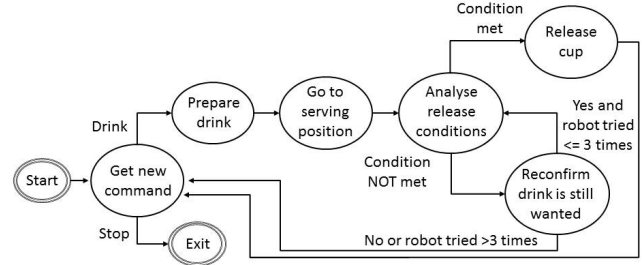 Condition
met
Release
cup
Prepare
drink
Go to
serving
position
Analyse
release
conditions
Yes and
robot tried
<= 3 times
Drink
Start
Get new
command
Condition
NOT met
Reconfirm
drink is still
wanted
Stop
Exit
No or robot tried >3 times